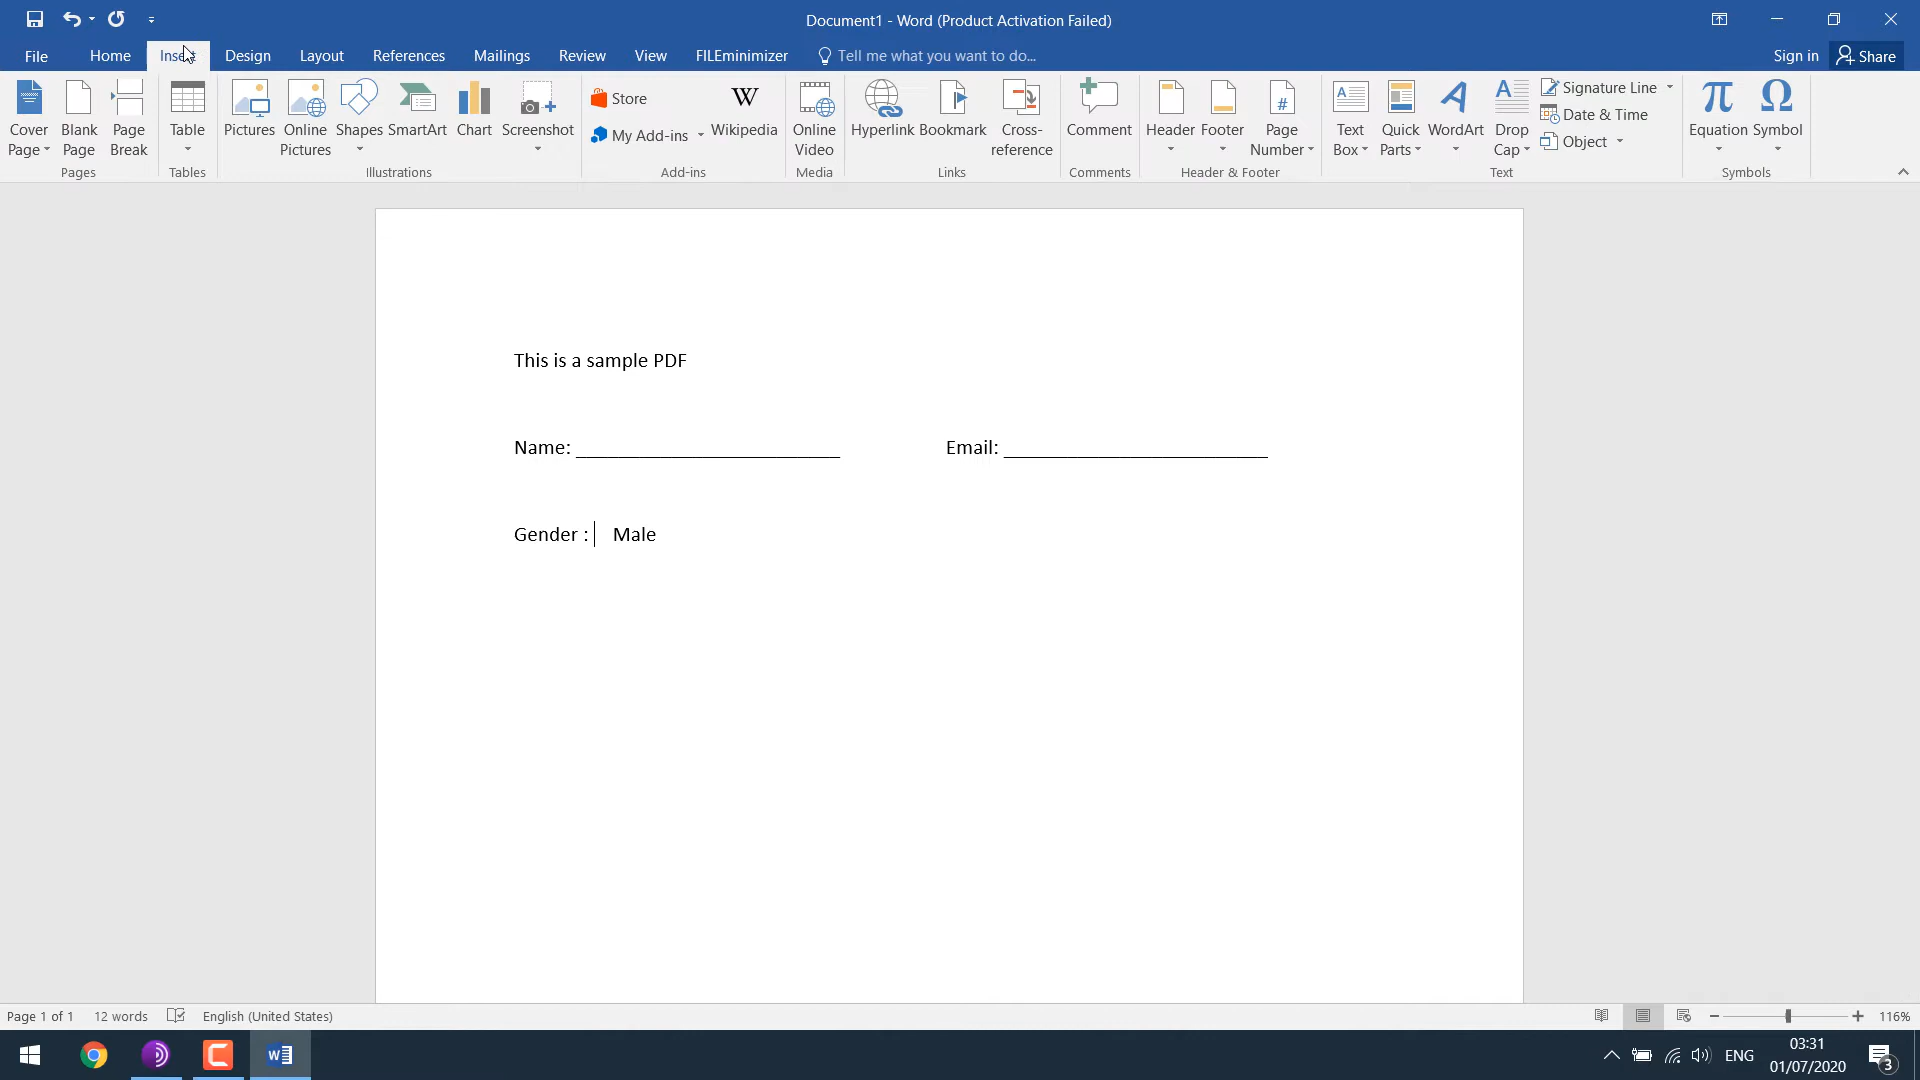 Document1 - Word (Product Activation Failed)
File Home Insert Design Layout References Mailings Review View FILEminimizer Tell me what you want to do... Sign in Share
Cover Page
Blank Page
Page Break
Pages
Table
Tables
Pictures
Online Pictures
Shapes
SmartArt
Chart
Screenshot
Illustrations
Store
My Add-ins
W
Wikipedia
Add-ins
Online Video
Media
Hyperlink
Bookmark
Cross-reference
Links
Comment
Comments
Header
Footer
# Page Number
Header & Footer
A Text Box
Quick Parts
A WordArt
A Drop Cap
Signature Line
Date & Time
Object
Text
π Equation
Ω Symbol
Symbols
This is a sample PDF
Name: _________________________ Email: _________________________
Gender : Male
Page 1 of 1 12 words English (United States) 116%
W ENG 03:31
01/07/2020 3